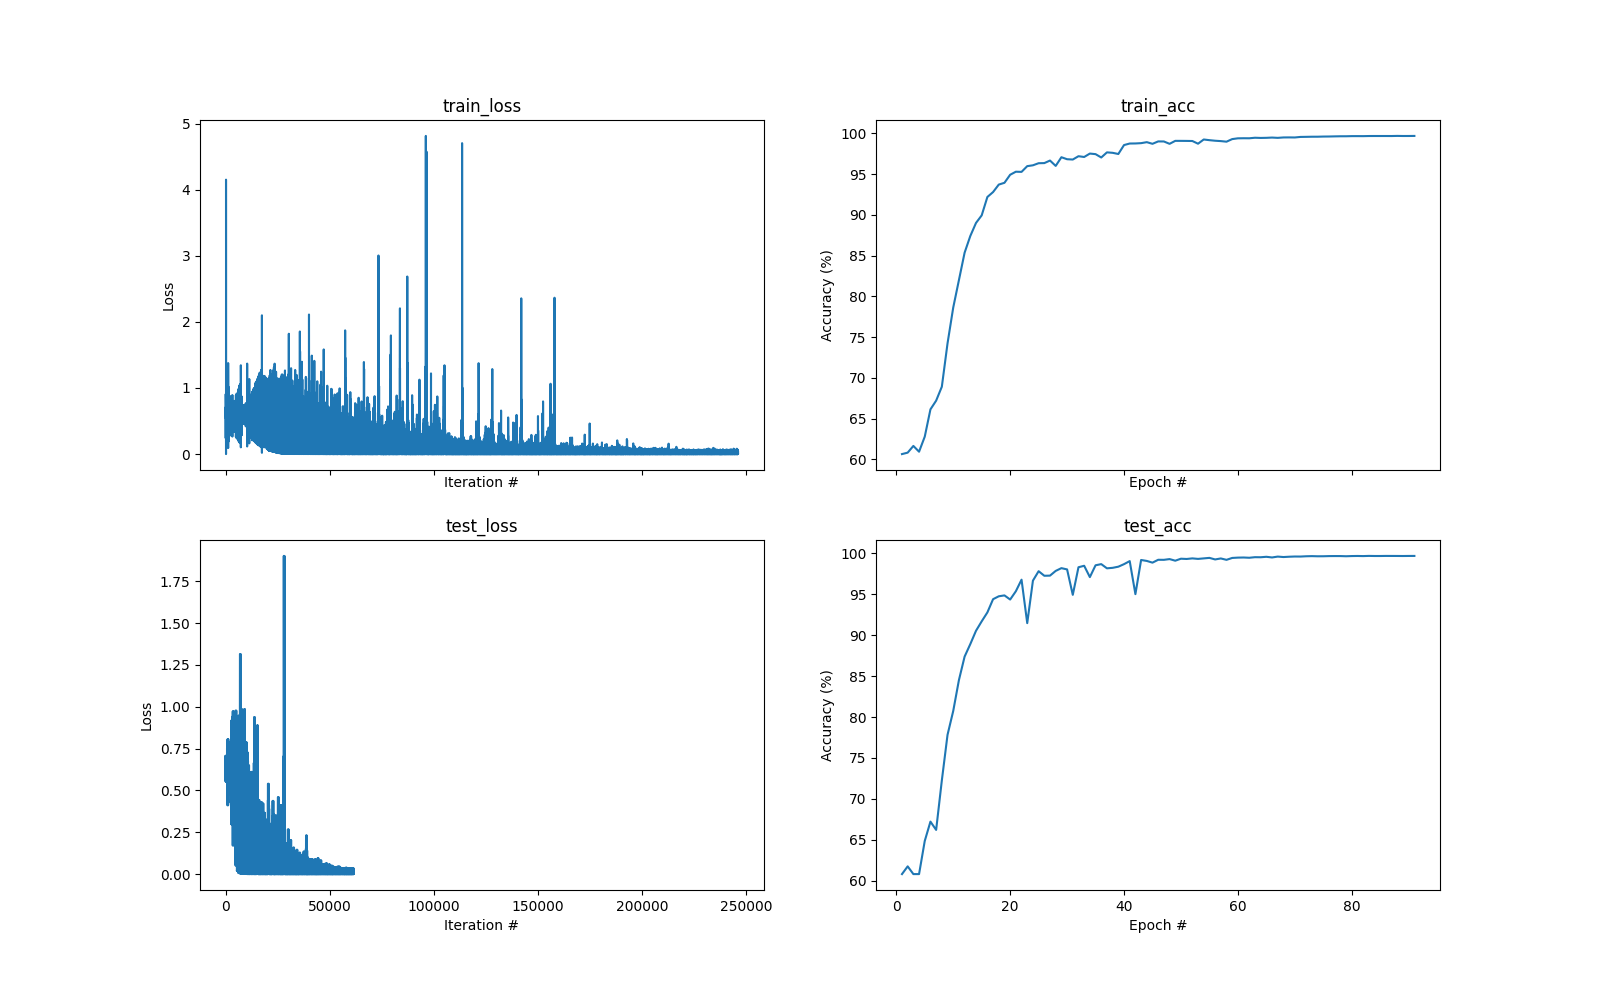 train_loss
5
4
3
2
1
0
Loss
Iteration #
train_acc
100
95
90
85
80
75
70
65
60
Accuracy (%)
Epoch #
test_loss
1.75
1.50
1.25
1.00
0.75
0.50
0.25
0.00
Loss
0 50000 100000 150000 200000 250000
Iteration #
test_acc
100
95
90
85
80
75
70
65
60
Accuracy (%)
0 20 40 60 80
Epoch #